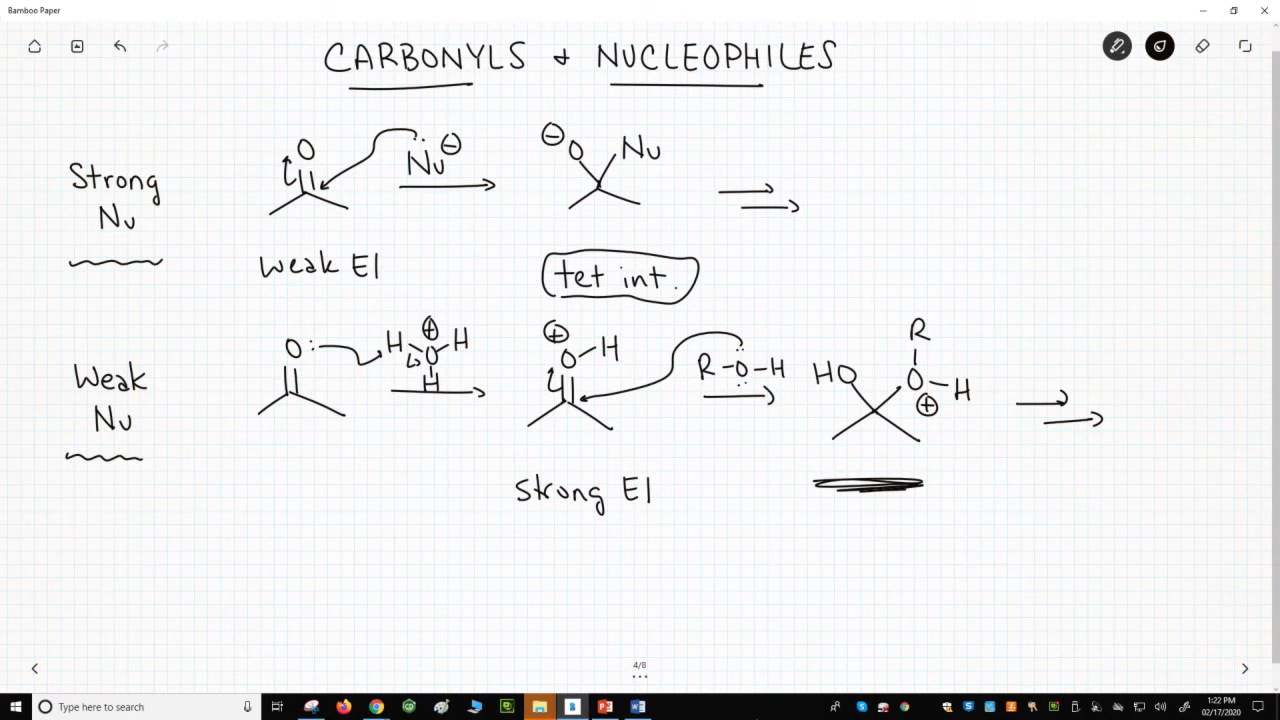 Bamboo Paper
CARBONYLS & NUCLEOPHILES
Strong
Nu
O
Nu
O
Nu
Weak El
tet int.
Weak
Nu
O:
H O H
H
O-H
R-O-H
HO
R
O-H
Strong El
4/8
Type here to search
1:22 PM
02/17/2020